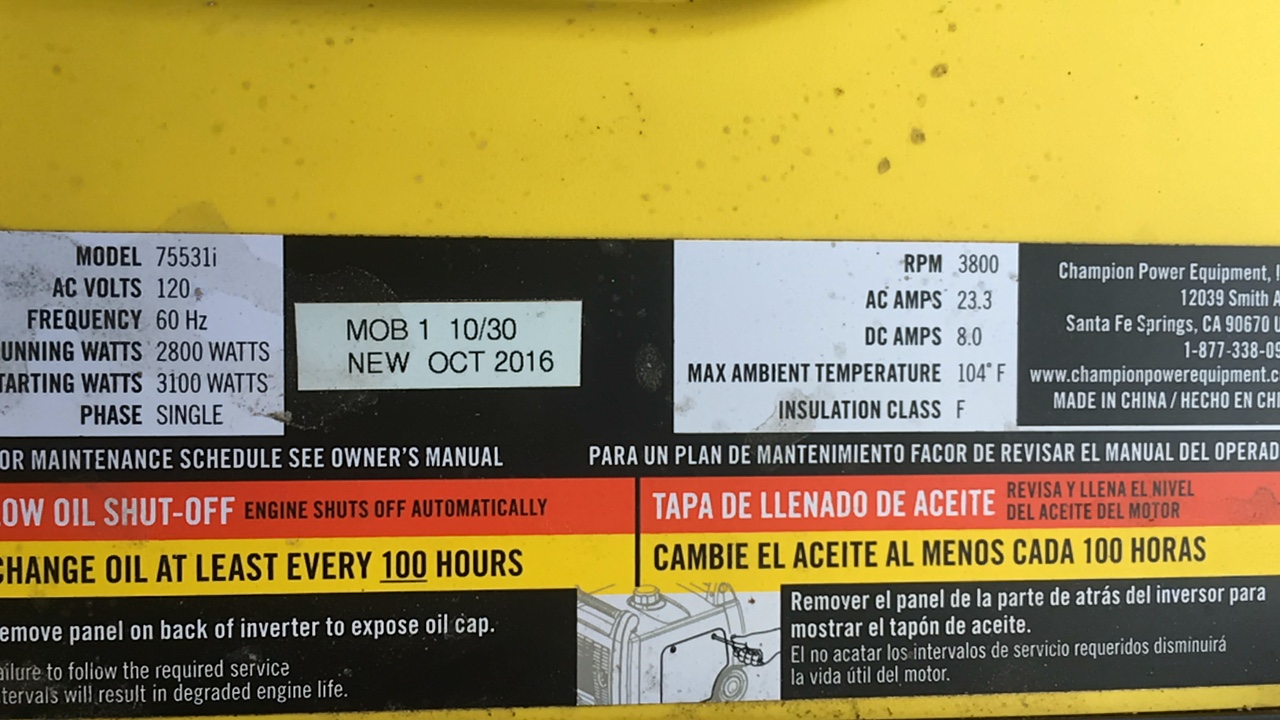 MODEL 75531i
AC VOLTS 120
FREQUENCY 60 Hz
UNNING WATTS 2800 WATTS
TARTING WATTS 3100 WATTS
PHASE SINGLE
MOB 1 10/30
NEW OCT 2016
RPM 3800
AC AMPS 23.3
DC AMPS 8.0
MAX AMBIENT TEMPERATURE 104° F
INSULATION CLASS F
Champion Power Equipment,
12039 Smith
Santa Fe Springs, CA 90670
1-877-338-09
www.championpowerequipment.c
MADE IN CHINA / HECHO EN CHI
OR MAINTENANCE SCHEDULE SEE OWNER'S MANUAL
PARA UN PLAN DE MANTENIMIENTO FACOR DE REVISAR EL MANUAL DEL OPERAD
LOW OIL SHUT-OFF ENGINE SHUTS OFF AUTOMATICALLY
TAPA DE LLENADO DE ACEITE REVISA Y LLENA EL NIVEL
DEL ACEITE DEL MOTOR
CHANGE OIL AT LEAST EVERY 100 HOURS
CAMBIE EL ACEITE AL MENOS CADA 100 HORAS
emove panel on back of inverter to expose oil cap.
ailure to follow the required service
tervals will result in degraded engine life.
Remover el panel de la parte de atrás del inversor para
mostrar el tapón de aceite.
El no acatar los intervalos de servicio requeridos disminuirá
la vida útil del motor.